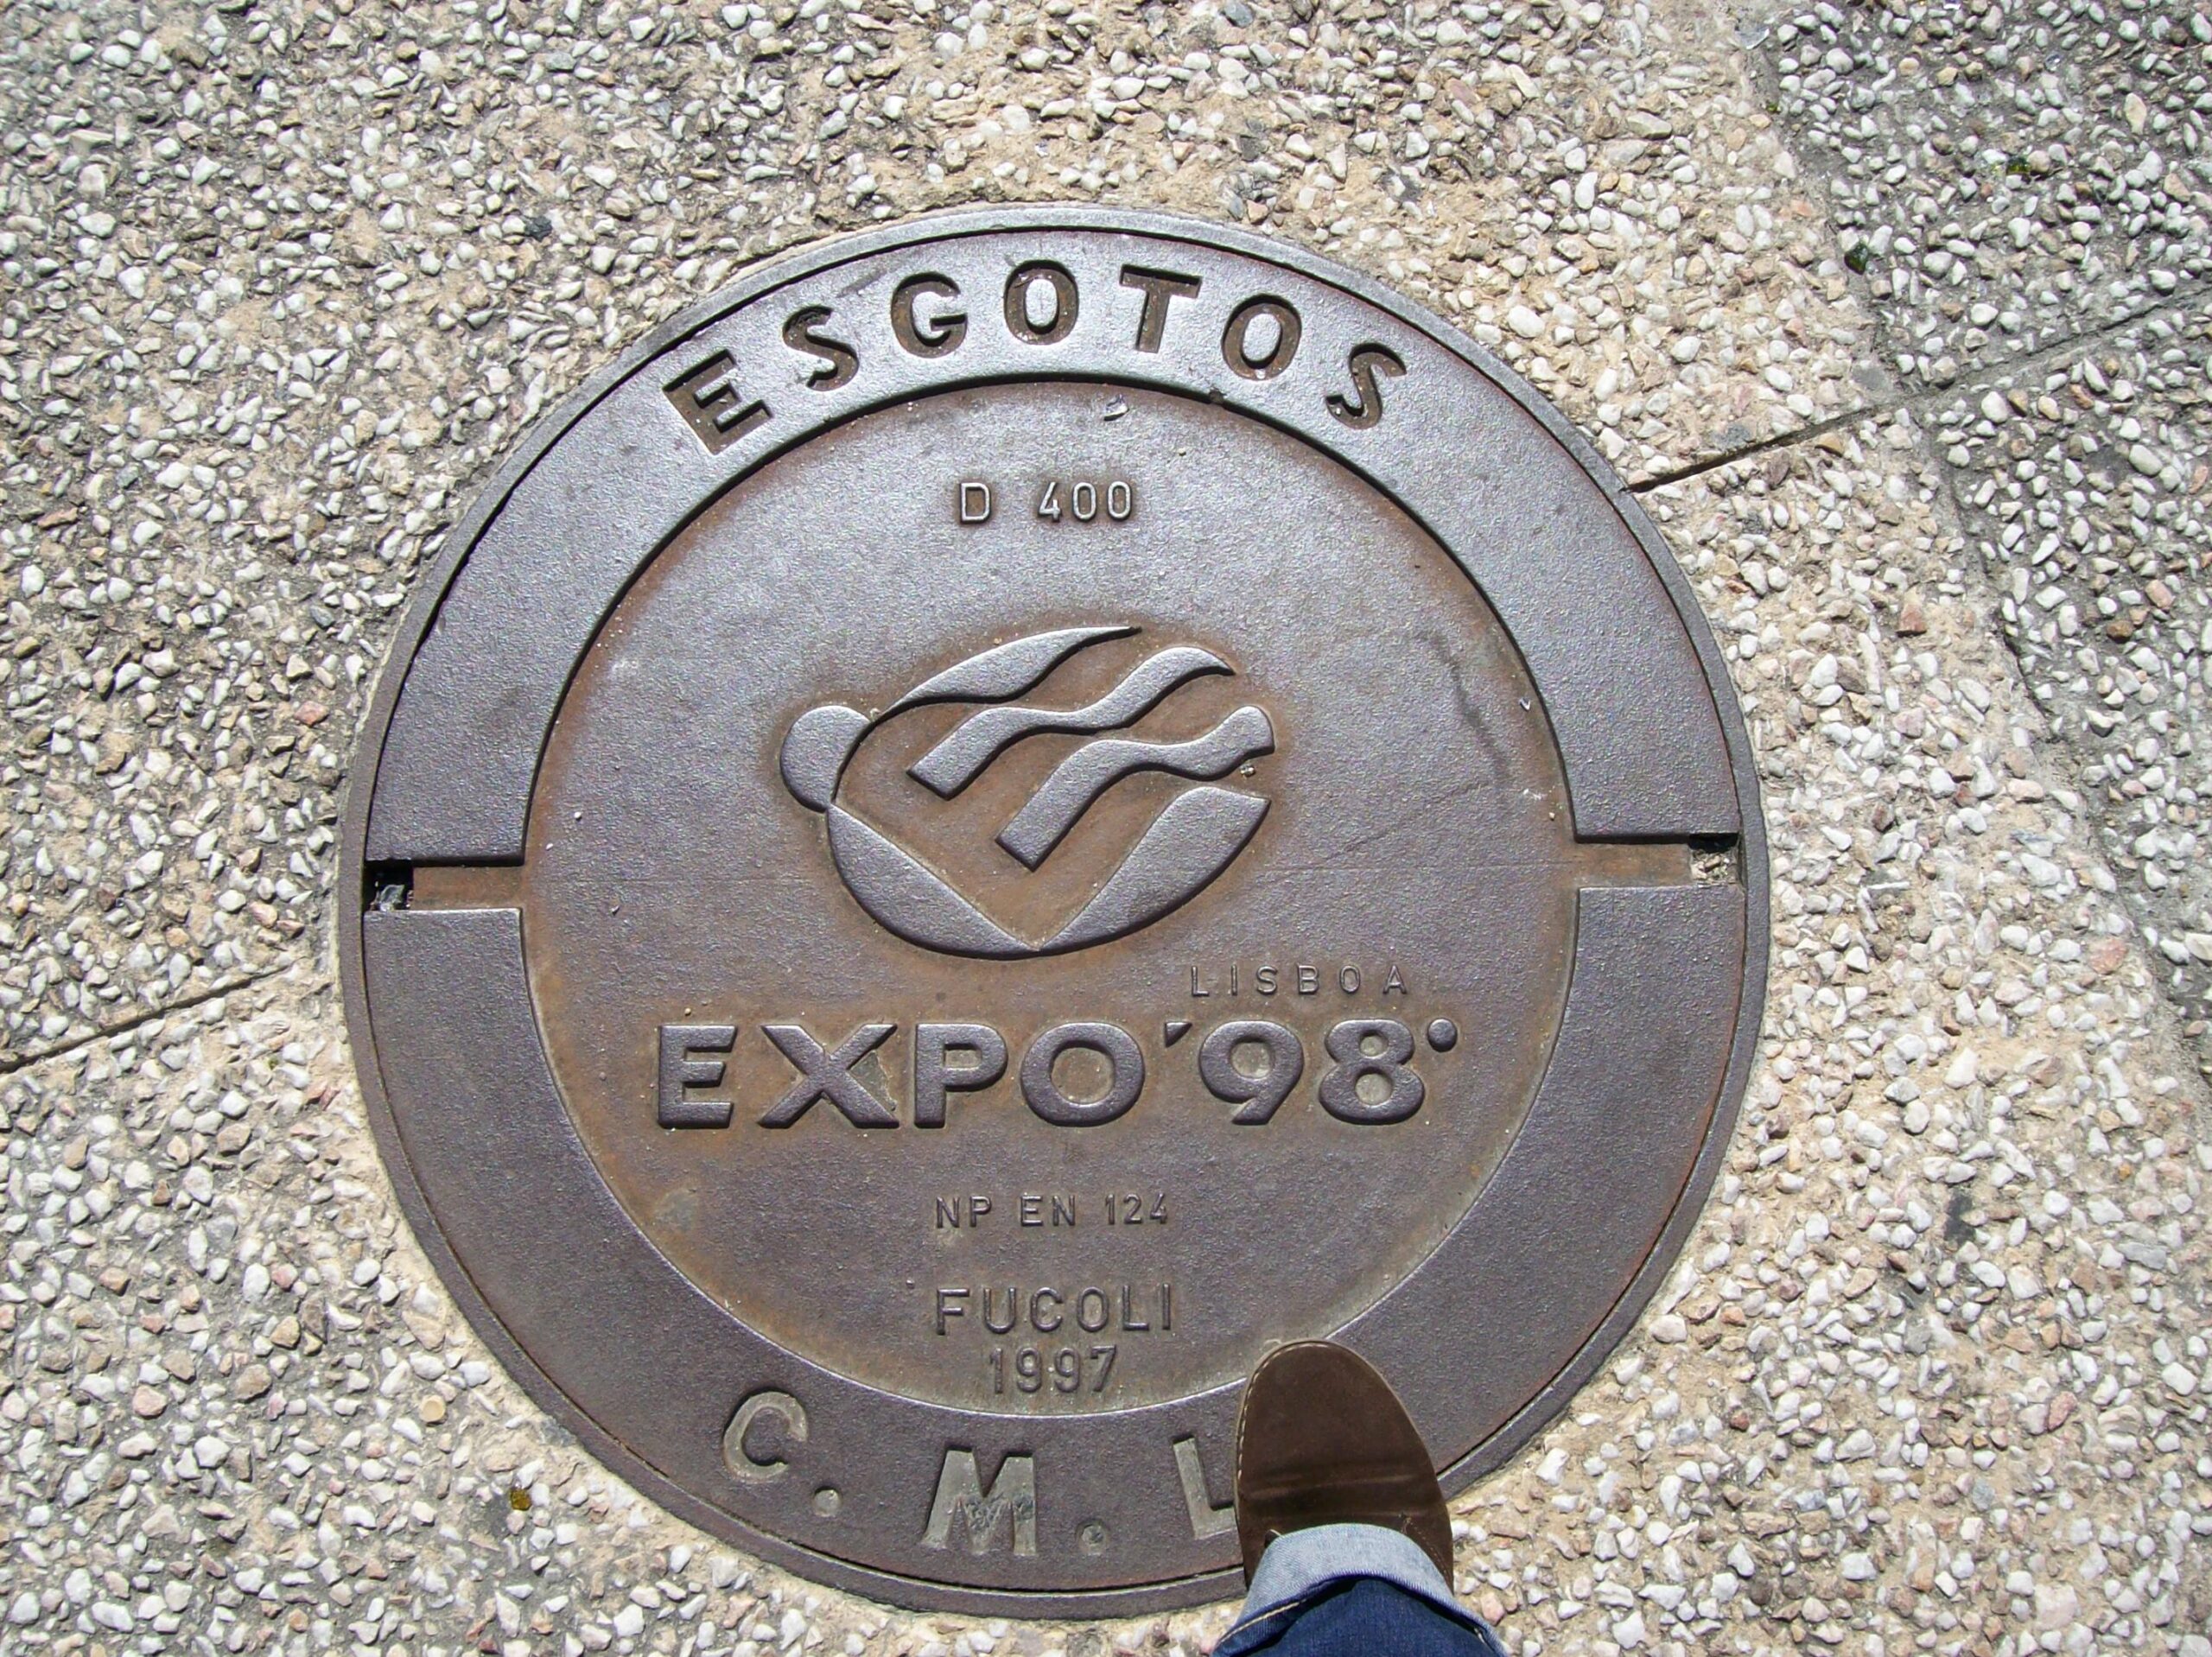 ESGOTOS
D 400
LISBOA
EXPO'98
NP EN 124
FUCOLI
1997
C.M.L